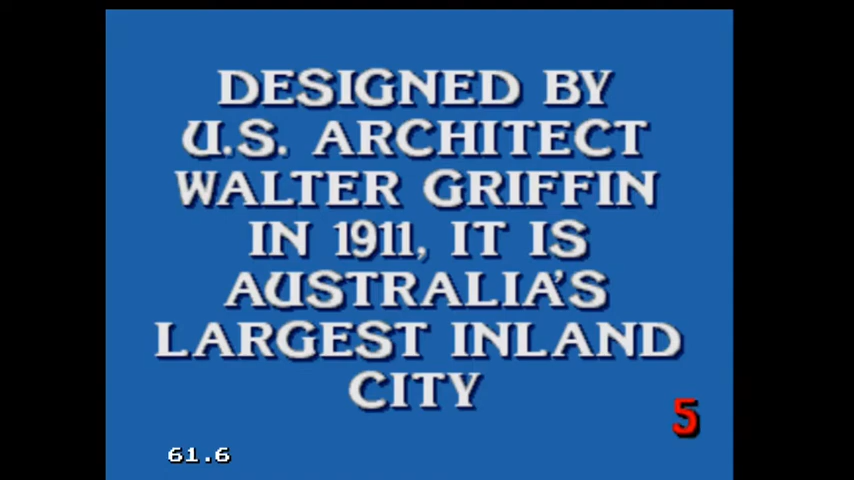 DESIGNED BY
U.S. ARCHITECT
WALTER GRIFFIN
IN 1911, IT IS
AUSTRALIA'S
LARGEST INLAND
CITY
5
61.6